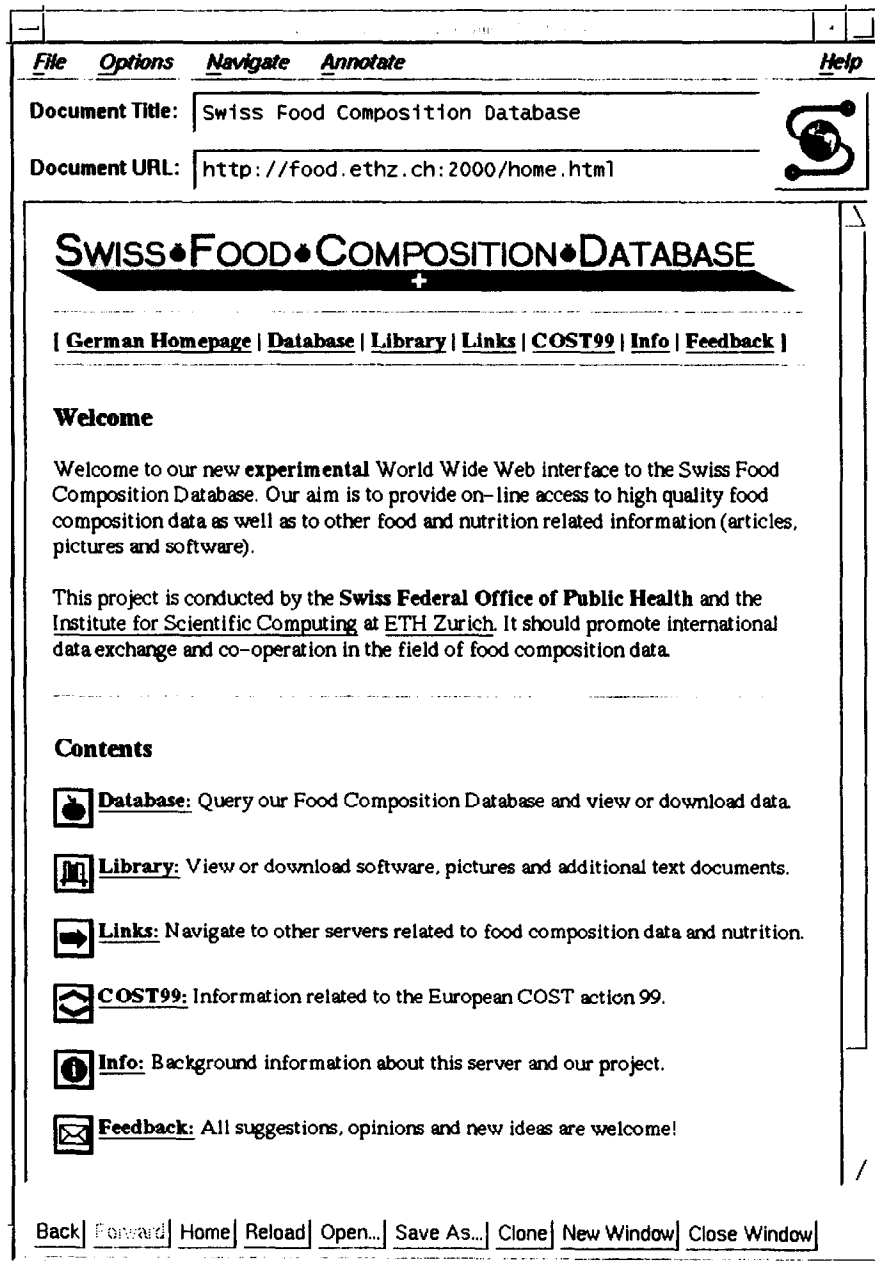 File Options Navigate Annotate Help
Document Title: Swiss Food Composition Database
Document URL: http://food.ethz.ch:2000/home.html
SWISS FOOD COMPOSITION DATABASE
[ German Homepage | Database | Library | Links | COST99 | Info | Feedback ]
Welcome
Welcome to our new experimental World Wide Web interface to the Swiss Food
Composition Database. Our aim is to provide on-line access to high quality food
composition data as well as to other food and nutrition related information (articles,
pictures and software).
This project is conducted by the Swiss Federal Office of Public Health and the
Institute for Scientific Computing at ETH Zurich. It should promote international
data exchange and co-operation in the field of food composition data.
Contents
Database: Query our Food Composition Database and view or download data.
Library: View or download software, pictures and additional text documents.
Links: Navigate to other servers related to food composition data and nutrition.
COST99: Information related to the European COST action 99.
Info: Background information about this server and our project.
Feedback: All suggestions, opinions and new ideas are welcome!
Back Forward Home Reload Open... Save As... Clone New Window Close Window